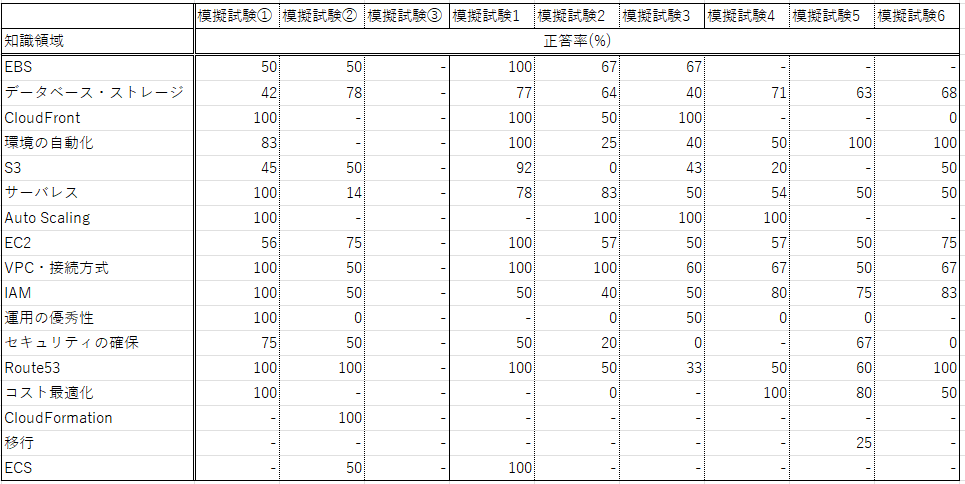 模擬試験① 模擬試験② 模擬試験③ 模擬試験1 模擬試験2 模擬試験3 模擬試験4 模擬試験5 模擬試験6
知識領域 正答率(%)
EBS 50 50 - 100 67 67 - - -
データベース・ストレージ 42 78 - 77 64 40 71 63 68
CloudFront 100 - - 100 50 100 - - 0
環境の自動化 83 - - 100 25 40 50 100 100
S3 45 50 - 92 0 43 20 - 50
サーバレス 100 14 - 78 83 50 54 50 50
Auto Scaling 100 - - - 100 100 100 - -
EC2 56 75 - 100 57 50 57 50 75
VPC・接続方式 100 50 - 100 100 60 67 50 67
IAM 100 50 - 50 40 50 80 75 83
運用の優秀性 100 0 - - 0 50 0 0 -
セキュリティの確保 75 50 - 50 20 0 - 67 0
Route53 100 100 - 100 50 33 50 60 100
コスト最適化 100 - - - 0 - 100 80 50
CloudFormation - 100 - - - - - - -
移行 - - - - - - - 25 -
ECS - 50 - 100 - - - - -